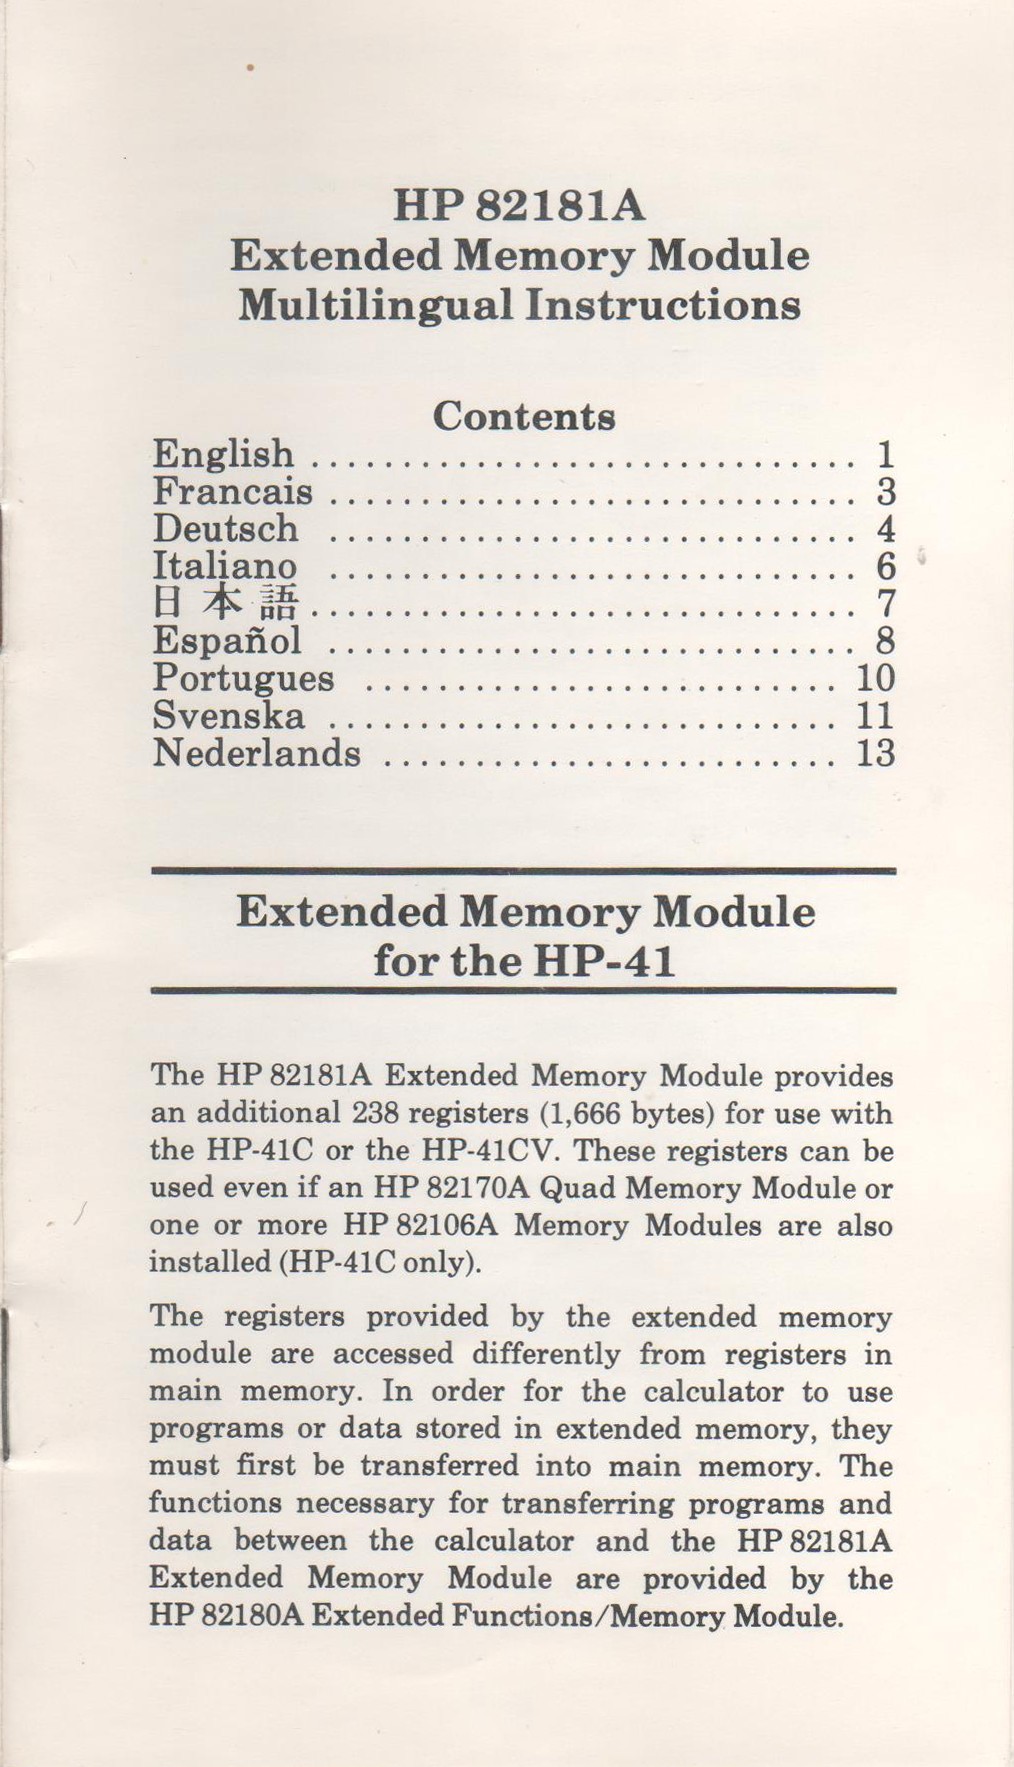 HP 82181A
Extended Memory Module
Multilingual Instructions
Contents
English .............................. 1
Francais ............................. 3
Deutsch ............................. 4
Italiano ............................. 6
日 本 語.............................. 7
Español ............................. 8
Portugues .......................... 10
Svenska ............................ 11
Nederlands ......................... 13
Extended Memory Module
for the HP-41
The HP 82181A Extended Memory Module provides
an additional 238 registers (1,666 bytes) for use with
the HP-41C or the HP-41CV. These registers can be
used even if an HP 82170A Quad Memory Module or
one or more HP 82106A Memory Modules are also
installed (HP-41C only).
The registers provided by the extended memory
module are accessed differently from registers in
main memory. In order for the calculator to use
programs or data stored in extended memory, they
must first be transferred into main memory. The
functions necessary for transferring programs and
data between the calculator and the HP 82181A
Extended Memory Module are provided by the
HP 82180A Extended Functions/Memory Module.